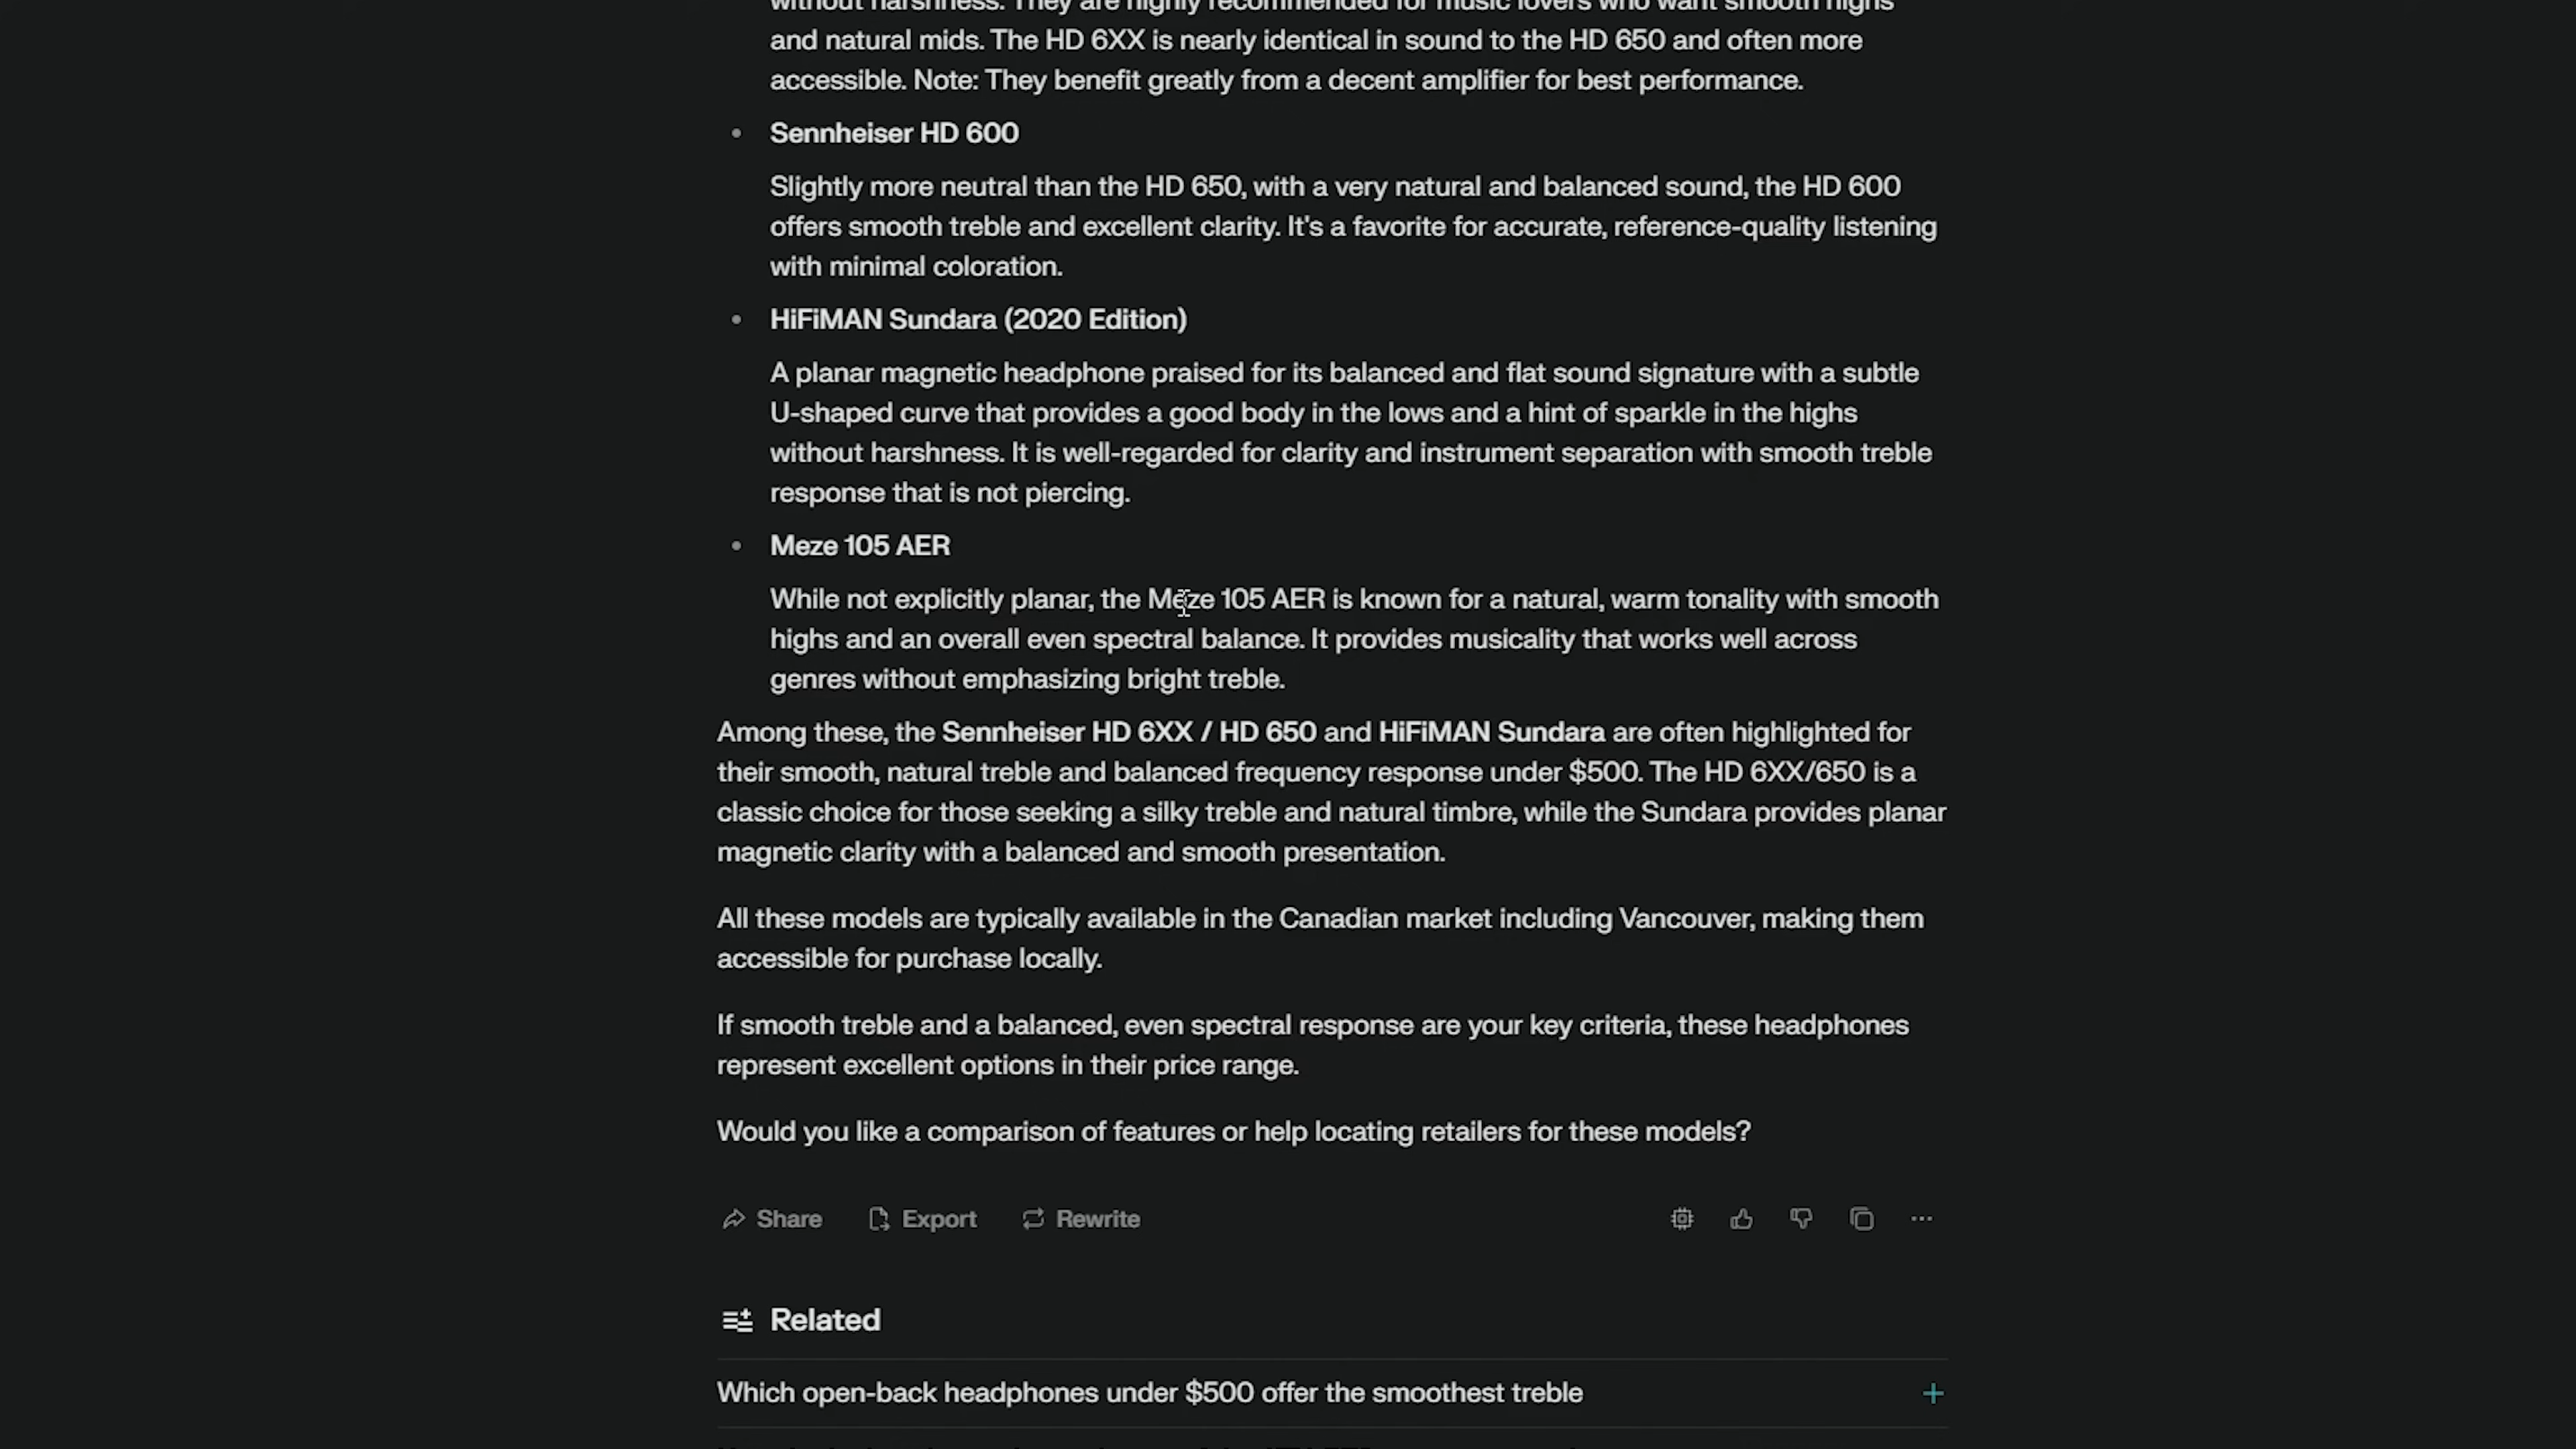 without harshness. They are highly recommended for music lovers who want smooth highs
and natural mids. The HD 6XX is nearly identical in sound to the HD 650 and often more
accessible. Note: They benefit greatly from a decent amplifier for best performance.
Sennheiser HD 600
Slightly more neutral than the HD 650, with a very natural and balanced sound, the HD 600
offers smooth treble and excellent clarity. It's a favorite for accurate, reference-quality listening
with minimal coloration.
HiFiMAN Sundara (2020 Edition)
A planar magnetic headphone praised for its balanced and flat sound signature with a subtle
U-shaped curve that provides a good body in the lows and a hint of sparkle in the highs
without harshness. It is well-regarded for clarity and instrument separation with smooth treble
response that is not piercing.
Meze 105 AER
While not explicitly planar, the Meze 105 AER is known for a natural, warm tonality with smooth
highs and an overall even spectral balance. It provides musicality that works well across
genres without emphasizing bright treble.
Among these, the Sennheiser HD 6XX / HD 650 and HiFiMAN Sundara are often highlighted for
their smooth, natural treble and balanced frequency response under $500. The HD 6XX/650 is a
classic choice for those seeking a silky treble and natural timbre, while the Sundara provides planar
magnetic clarity with a balanced and smooth presentation.
All these models are typically available in the Canadian market including Vancouver, making them
accessible for purchase locally.
If smooth treble and a balanced, even spectral response are your key criteria, these headphones
represent excellent options in their price range.
Would you like a comparison of features or help locating retailers for these models?
Share Export Rewrite
Related
Which open-back headphones under $500 offer the smoothest treble